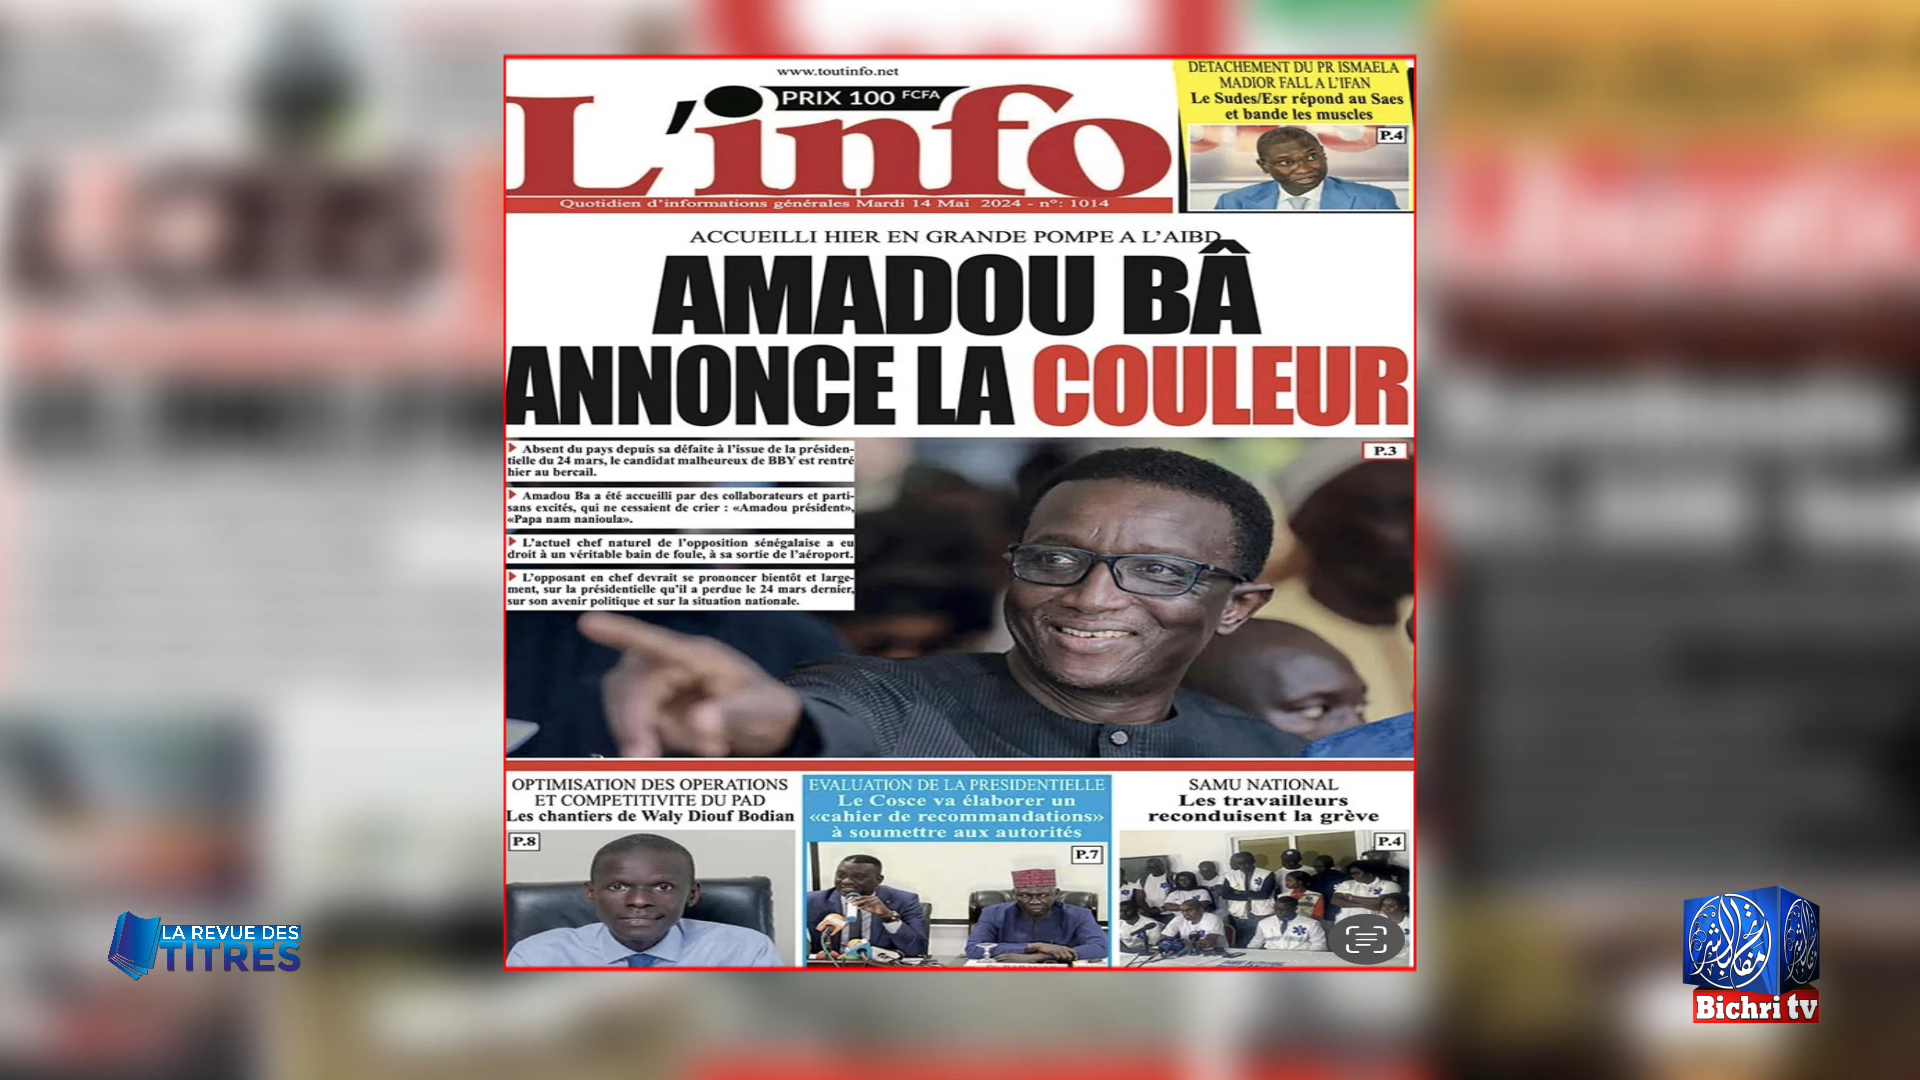 www.toutinfo.net
PRIX 100 FCFA
L'info
Quotidien d'informations générales Mardi 14 Mai 2024 - n°: 1014
DETACHEMENT DU PR ISMAELA
MADIOR FALL A L'IFAN
Le Sudes/Esr répond au Saes
et bande les muscles
P.4
ACCUEILLI HIER EN GRANDE POMPE A L'AIBD
AMADOU BÂ
ANNONCE LA COULEUR
P.3
Absent du pays depuis sa défaite à l'issue de la présiden-
tielle du 24 mars, le candidat malheureux de BBY est rentré
hier au bercail.
Amadou Ba a été accueilli par des collaborateurs et parti-
sans excités, qui ne cessaient de crier : «Amadou président»,
«Papa nam nanioula».
L'actuel chef naturel de l'opposition sénégalaise a eu
droit à un véritable bain de foule, à sa sortie de l'aéroport.
L'opposant en chef devrait se prononcer bientôt et large-
ment, sur la présidentielle qu'il a perdue le 24 mars dernier,
sur son avenir politique et sur la situation nationale.
OPTIMISATION DES OPERATIONS
ET COMPETITIVITE DU PAD
Les chantiers de Waly Diouf Bodian
P.8
EVALUATION DE LA PRESIDENTIELLE
Le Cosce va élaborer un
«cahier de recommandations»
à soumettre aux autorités
P.7
SAMU NATIONAL
Les travailleurs
reconduisent la grève
P.4
LA REVUE DES
TITRES
Bichri tv